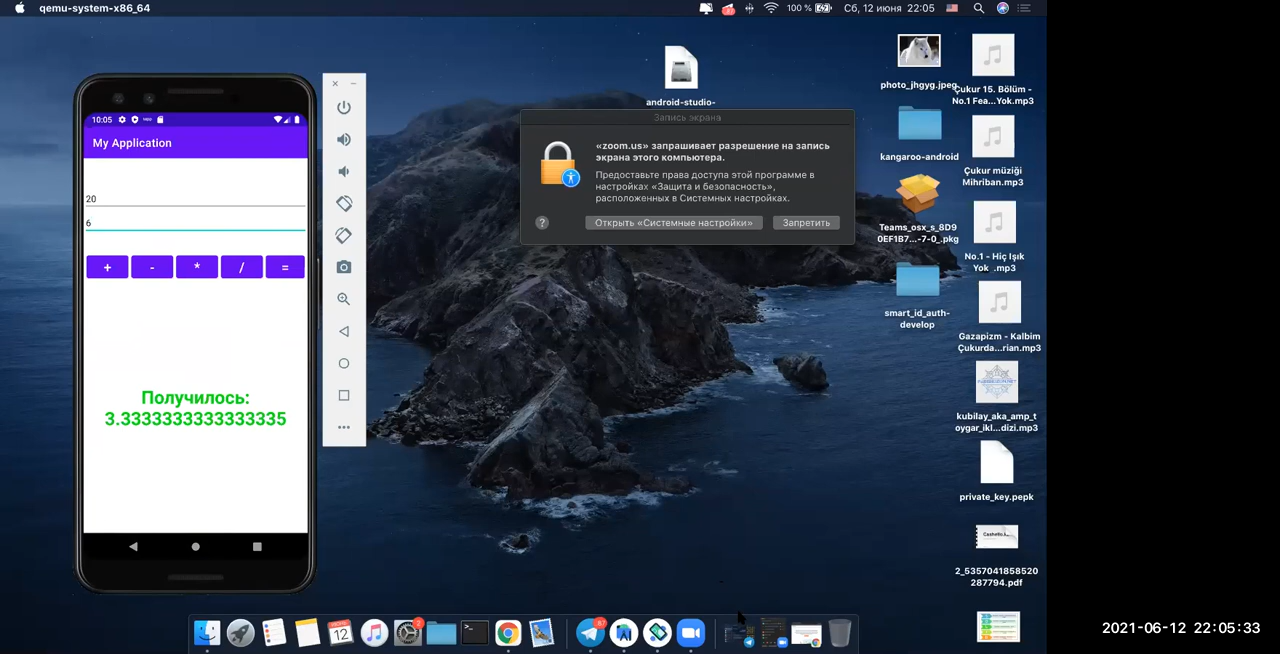 qemu-system-x86_64
100 %
Сб, 12 июня 22:05
10:05
My Application
20
6
+ - * / =
Получилось:
3.3333333333333335
android-studio-
Запись экрана
«zoom.us» запрашивает разрешение на запись
экрана этого компьютера.
Предоставьте права доступа этой программе в
настройках «Защита и безопасность»,
расположенных в Системных настройках.
?
Открыть «Системные настройки»
Запретить
photo_jhgyg.jpeg
Çukur 15. Bölüm -
No.1 Fea...Yok.mp3
kangaroo-android
Çukur müziği
Mihriban.mp3
Teams_osx_s_8D9
0EF1B7...-7-0_.pkg
No.1 - Hiç Işık
Yok .mp3
smart_id_auth-
develop
Gazapizm - Kalbim
Çukurda...rian.mp3
kubilay_aka_amp_t
oygar_ikl...dizi.mp3
private_key.pepk
2_5357041858520
287794.pdf
12
2021-06-12 22:05:33